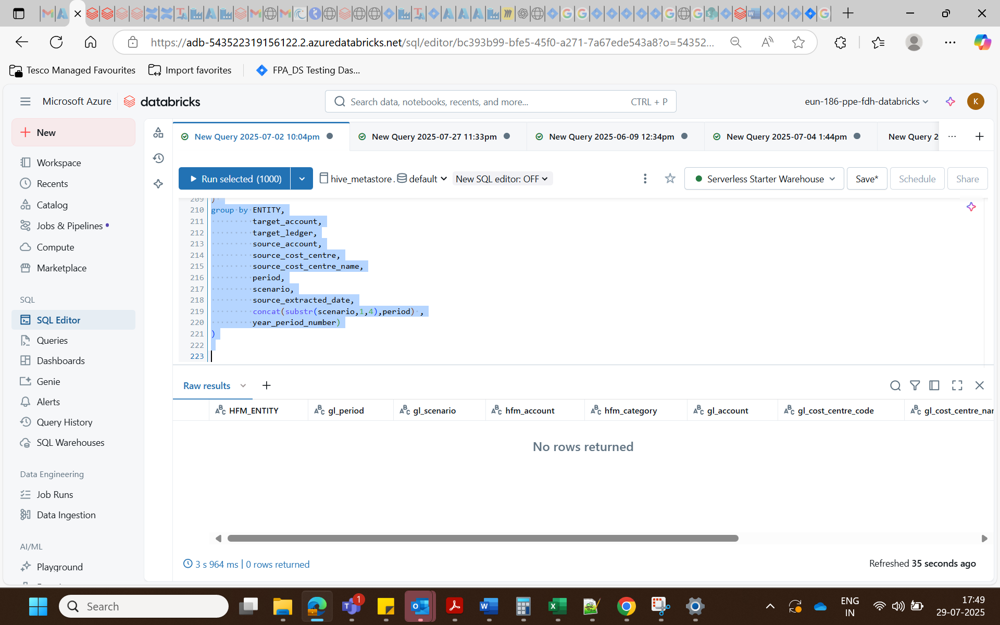 https://adb-543522319156122.2.azuredatabricks.net/sql/editor/bc393b99-bfe5-45f0-a271-7a67ede543a8?o=54352...
Tesco Managed Favourites
Import favorites
FPA_DS Testing Das...
Microsoft Azure
databricks
Search data, notebooks, recents, and more...
CTRL + P
eun-186-ppe-fdh-databricks
K
New
Workspace
Recents
Catalog
Jobs & Pipelines
Compute
Marketplace
SQL
SQL Editor
Queries
Dashboards
Genie
Alerts
Query History
SQL Warehouses
Data Engineering
Job Runs
Data Ingestion
AI/ML
Playground
New Query 2025-07-02 10:04pm
New Query 2025-07-27 11:33pm
New Query 2025-06-09 12:34pm
New Query 2025-07-04 1:44pm
New Query 2
Run selected (1000)
hive_metastore.
default
New SQL editor: OFF
Serverless Starter Warehouse
Save*
Schedule
Share
209 )
210 group by ENTITY,
211 target_account,
212 target_ledger,
213 source_account,
214 source_cost_centre,
215 source_cost_centre_name,
216 period,
217 scenario,
218 source_extracted_date,
219 concat(substr(scenario,1,4),period) ,
220 year_period_number)
221 )
222
223
Raw results
HFM_ENTITY
gl_period
gl_scenario
hfm_account
hfm_category
gl_account
gl_cost_centre_code
gl_cost_centre_nar
No rows returned
3 s 964 ms | 0 rows returned
Refreshed 35 seconds ago
Search
1
ENG
IN
17:49
29-07-2025